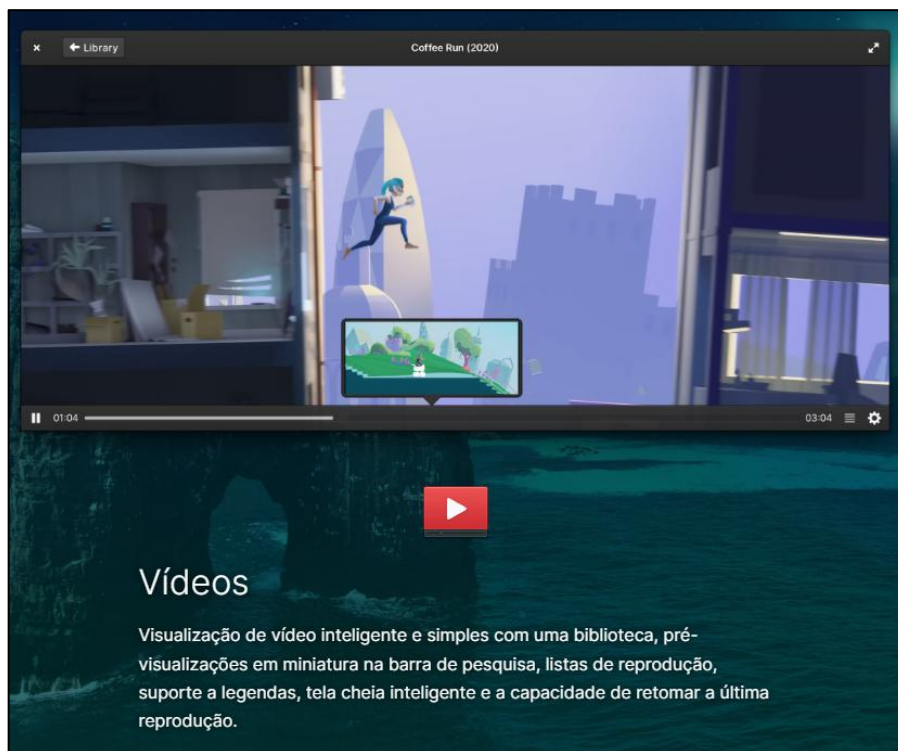 Library
Coffee Run (2020)
01:04
03:04
Vídeos
Visualização de vídeo inteligente e simples com uma biblioteca, pré-
visualizações em miniatura na barra de pesquisa, listas de reprodução,
suporte a legendas, tela cheia inteligente e a capacidade de retomar a última
reprodução.